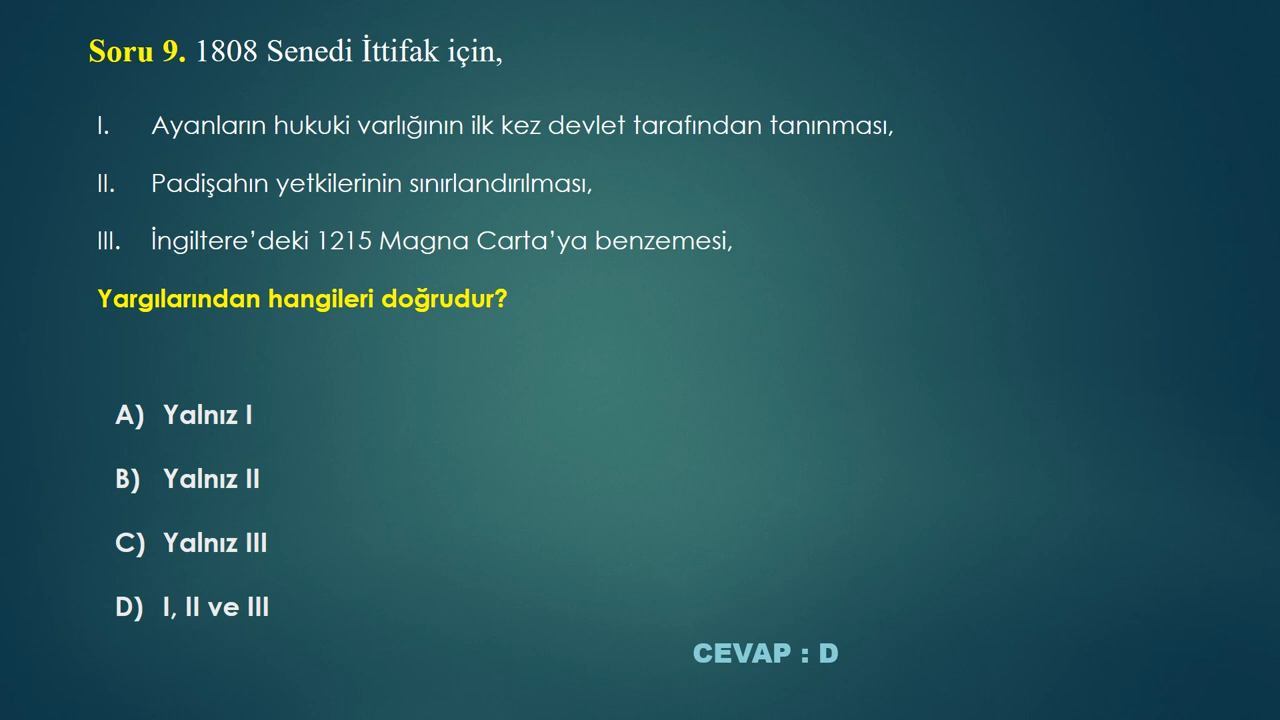 Soru 9. 1808 Senedi İttifak için,
I. Ayanların hukuki varlığının ilk kez devlet tarafından tanınması,
II. Padişahın yetkilerinin sınırlandırılması,
III. İngiltere’deki 1215 Magna Carta’ya benzemesi,
Yargılarından hangileri doğrudur?
A) Yalnız I
B) Yalnız II
C) Yalnız III
D) I, II ve III
CEVAP : D